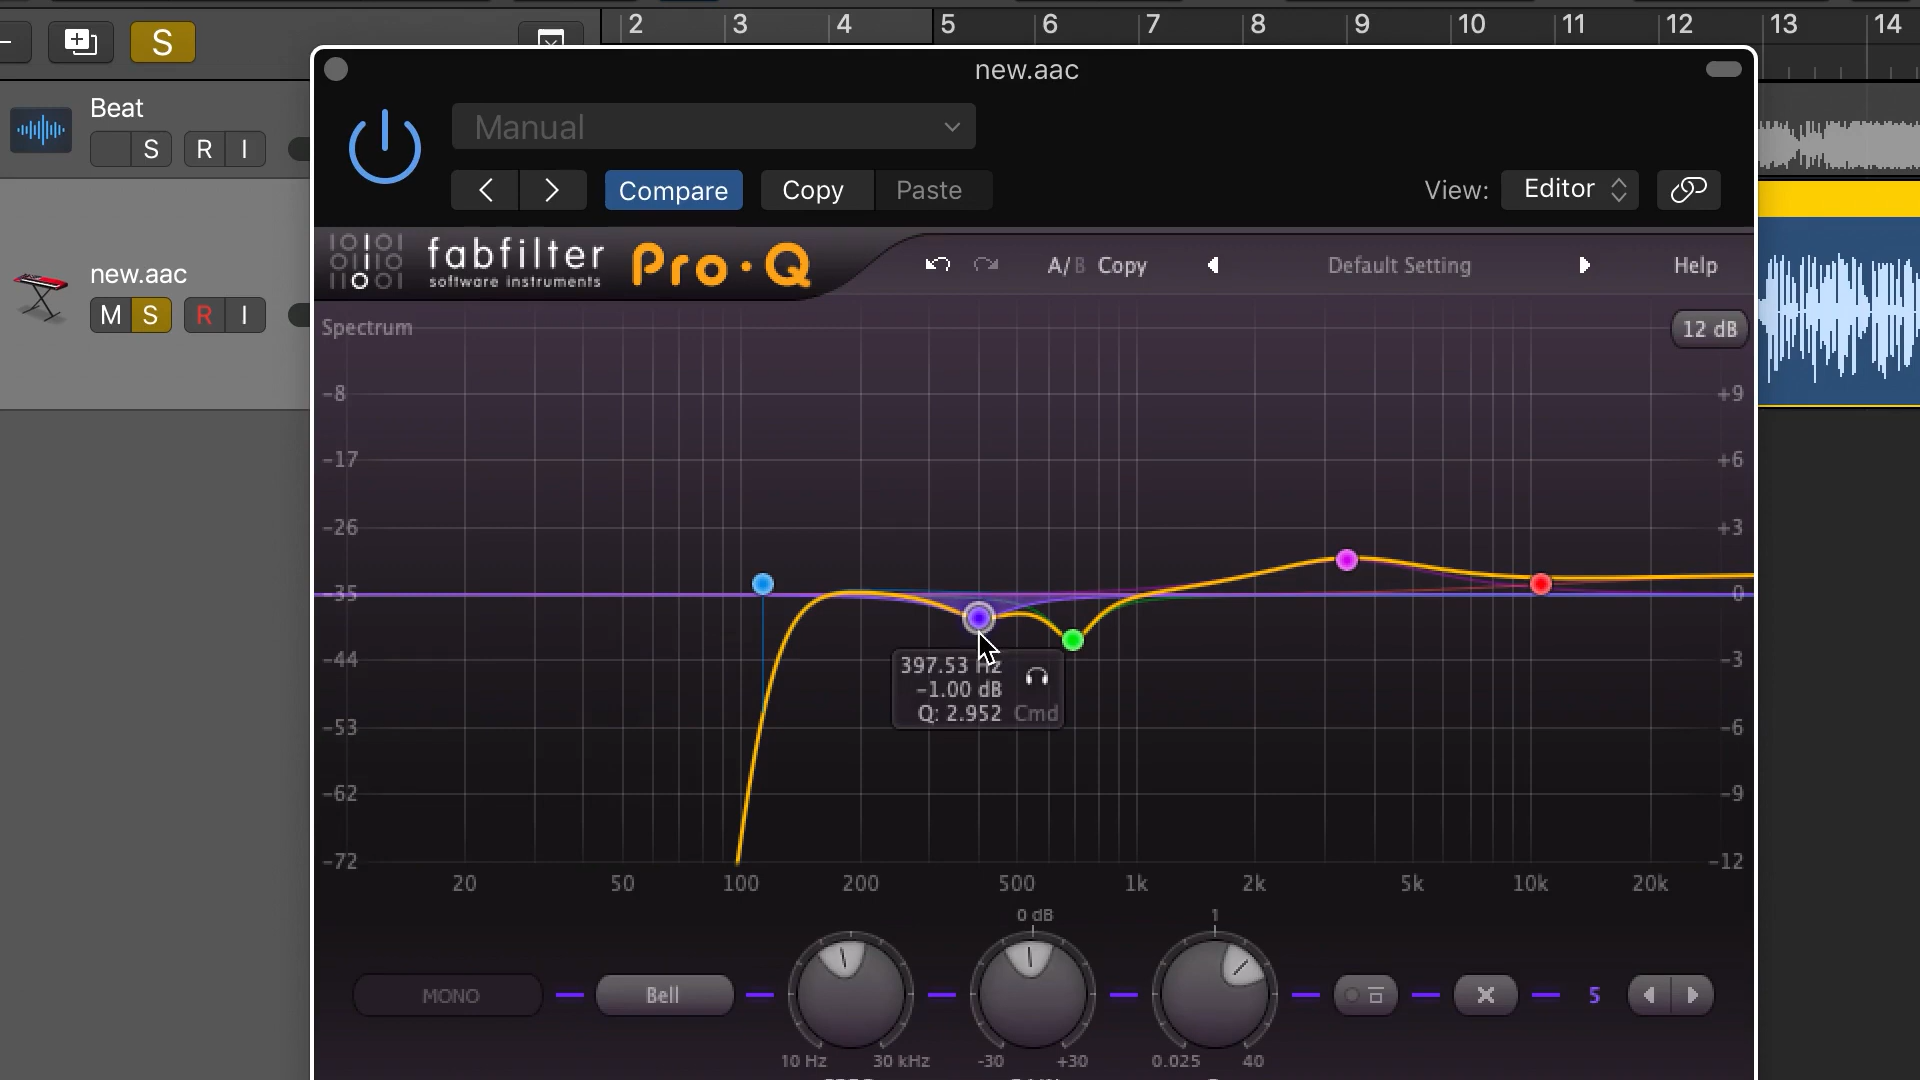 2 3 4 5 6 7 8 9 10 11 12 13 14
S
new.aac
Beat
S R I
Manual
Compare Copy Paste
View: Editor
fabfilter
software instruments
Pro·Q
A/B Copy
Default Setting
Help
new.aac
M S R I
Spectrum
12 dB
-8 +9
-17 +6
-26 +3
-35 0
-44 -3
-53 -6
-62 -9
-72 -12
397.53 Hz
-1.00 dB
Q: 2.952 Cmd
20 50 100 200 500 1k 2k 5k 10k 20k
0 dB 1
MONO Bell 5
10 Hz 30 kHz -30 +30 0.025 40